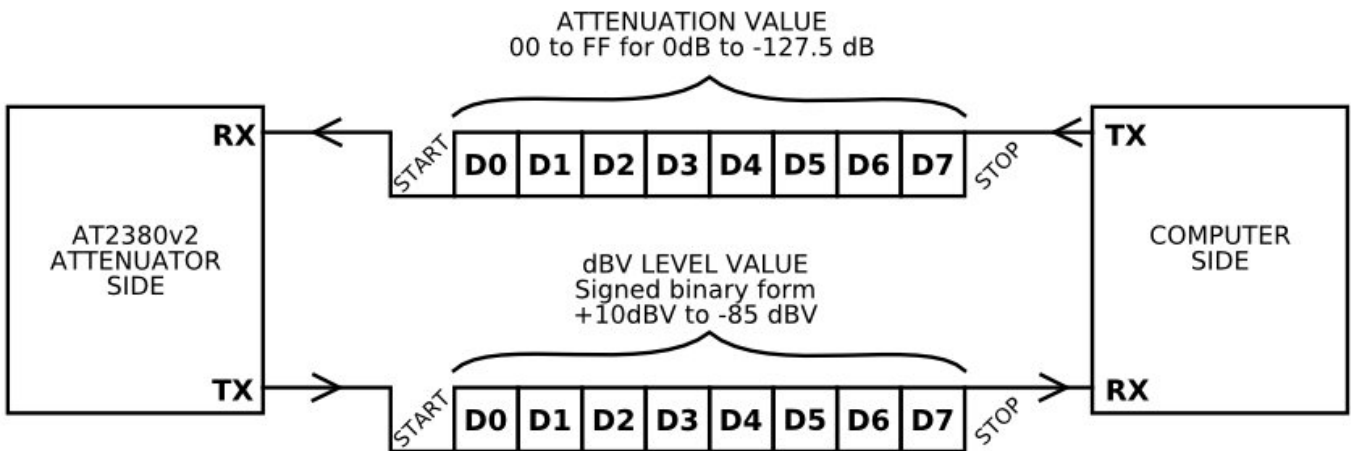 ATTENUATION VALUE
00 to FF for 0dB to -127.5 dB
RX
START
D0 D1 D2 D3 D4 D5 D6 D7
STOP
TX
AT2380v2
ATTENUATOR
SIDE
COMPUTER
SIDE
dBV LEVEL VALUE
Signed binary form
+10dBV to -85 dBV
TX
START
D0 D1 D2 D3 D4 D5 D6 D7
STOP
RX